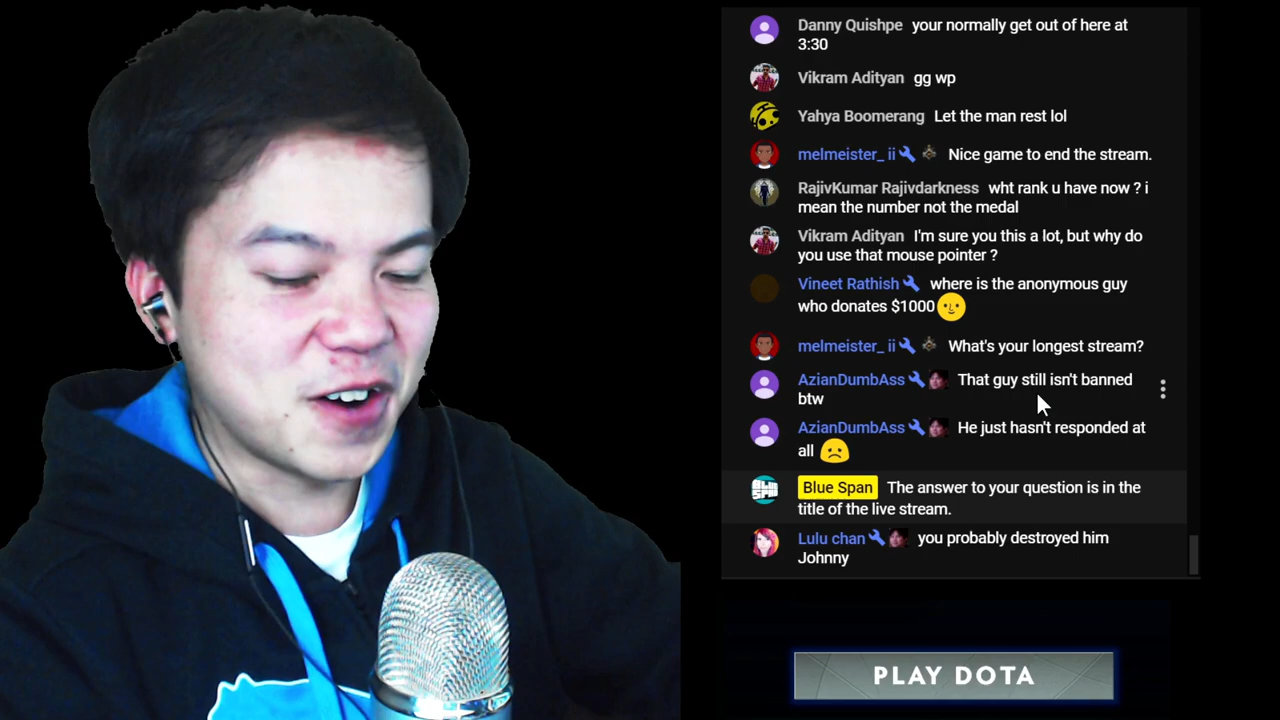 Danny Quishpe your normally get out of here at
3:30
Vikram Adityan gg wp
Yahya Boomerang Let the man rest lol
melmeister_ ii Nice game to end the stream.
RajivKumar Rajivdarkness wht rank u have now ? i
mean the number not the medal
Vikram Adityan I'm sure you this a lot, but why do
you use that mouse pointer ?
Vineet Rathish where is the anonymous guy
who donates $1000
melmeister_ ii What's your longest stream?
AzianDumbAss That guy still isn't banned
btw
AzianDumbAss He just hasn't responded at
all
Blue Span The answer to your question is in the
title of the live stream.
Lulu chan you probably destroyed him
Johnny
PLAY DOTA